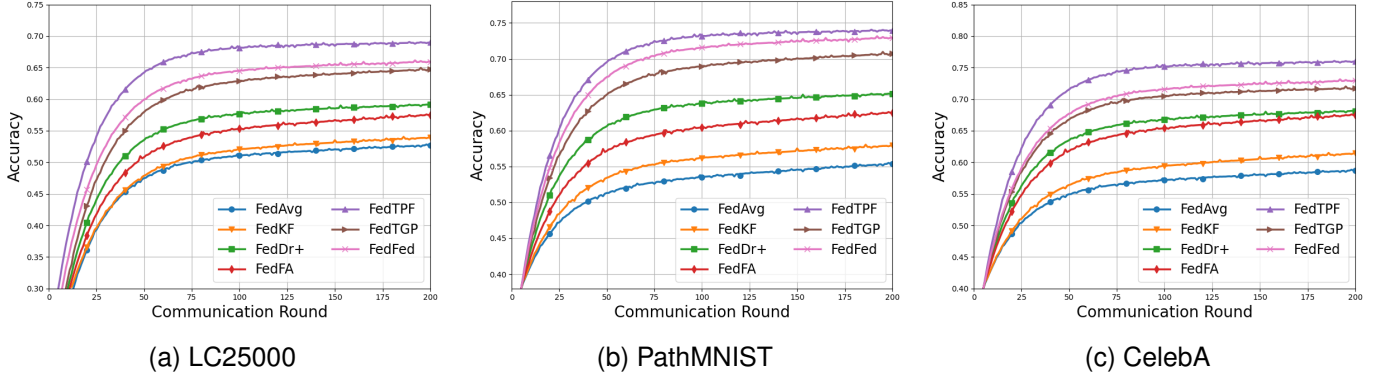 Accuracy
0.75
0.70
0.65
0.60
0.55
0.50
0.45
0.40
0.35
0.30
0 25 50 75 100 125 150 175 200
Communication Round
FedAvg
FedKF
FedDr+
FedFA
FedTPF
FedTGP
FedFed
(a) LC25000
Accuracy
0.75
0.70
0.65
0.60
0.55
0.50
0.45
0.40
0 25 50 75 100 125 150 175 200
Communication Round
FedAvg
FedKF
FedDr+
FedFA
FedTPF
FedTGP
FedFed
(b) PathMNIST
Accuracy
0.85
0.80
0.75
0.70
0.65
0.60
0.55
0.50
0.45
0.40
0 25 50 75 100 125 150 175 200
Communication Round
FedAvg
FedKF
FedDr+
FedFA
FedTPF
FedTGP
FedFed
(c) CelebA